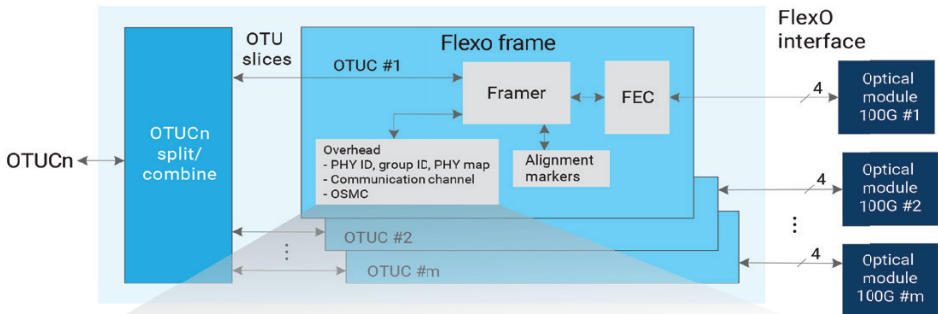 OTUCn
OTUCn
split/
combine
OTU
slices
Flexo frame
OTUC #1
Framer
FEC
Overhead
- PHY ID, group ID, PHY map
- Communication channel
- OSMC
Alignment
markers
OTUC #2
OTUC #m
FlexO
interface
4
Optical
module
100G #1
4
Optical
module
100G #2
4
Optical
module
100G #m